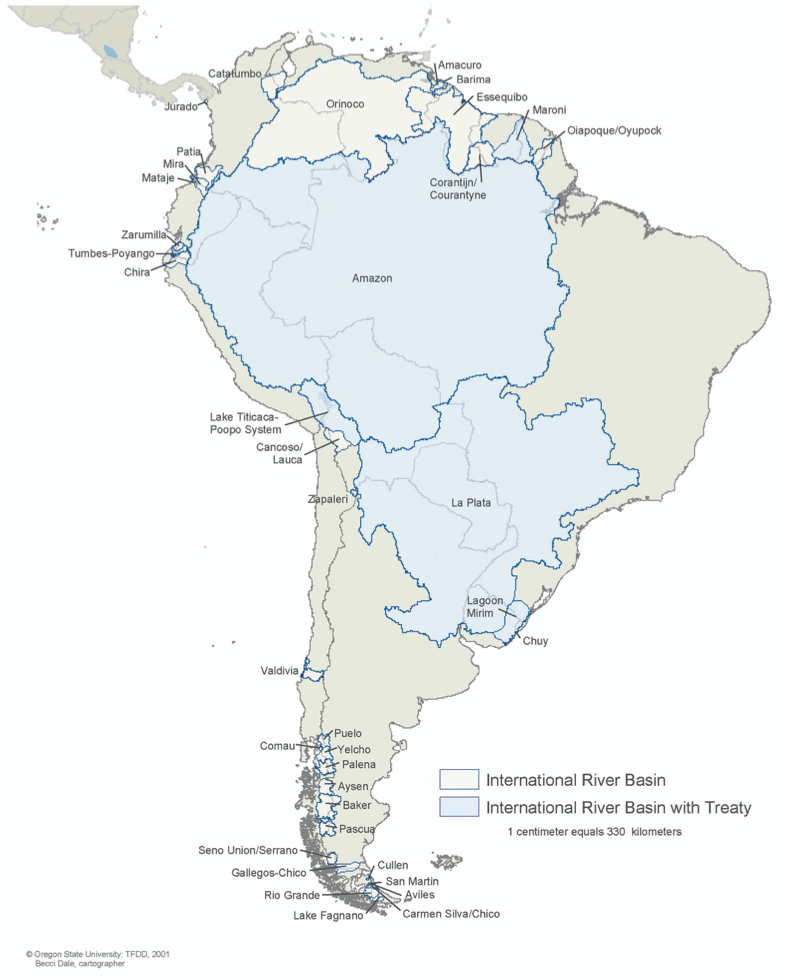 Amacuro
Catatumbo
Barima
Essequibo
Orinoco
Jurado
Maroni
Oiapoque/Oyupock
Patia
Mira
Mataje
Corantijn/
Courantyne
Zarumilla
Tumbes-Poyango
Chira
Amazon
Lake Titicaca-
Poopo System
Cancoso/
Lauca
Zapaleri
La Plata
Lagoon
Mirim
Chuy
Valdivia
Puelo
Comau
Yelcho
Palena
Aysen
Baker
Pascua
International River Basin
International River Basin with Treaty
1 centimeter equals 330 kilometers
Seno Union/Serrano
Gallegos-Chico
Cullen
San Martin
Rio Grande
Aviles
Lake Fagnano
Carmen Silva/Chico
© Oregon State University: TFDD, 2001
Becci Dale, cartographer